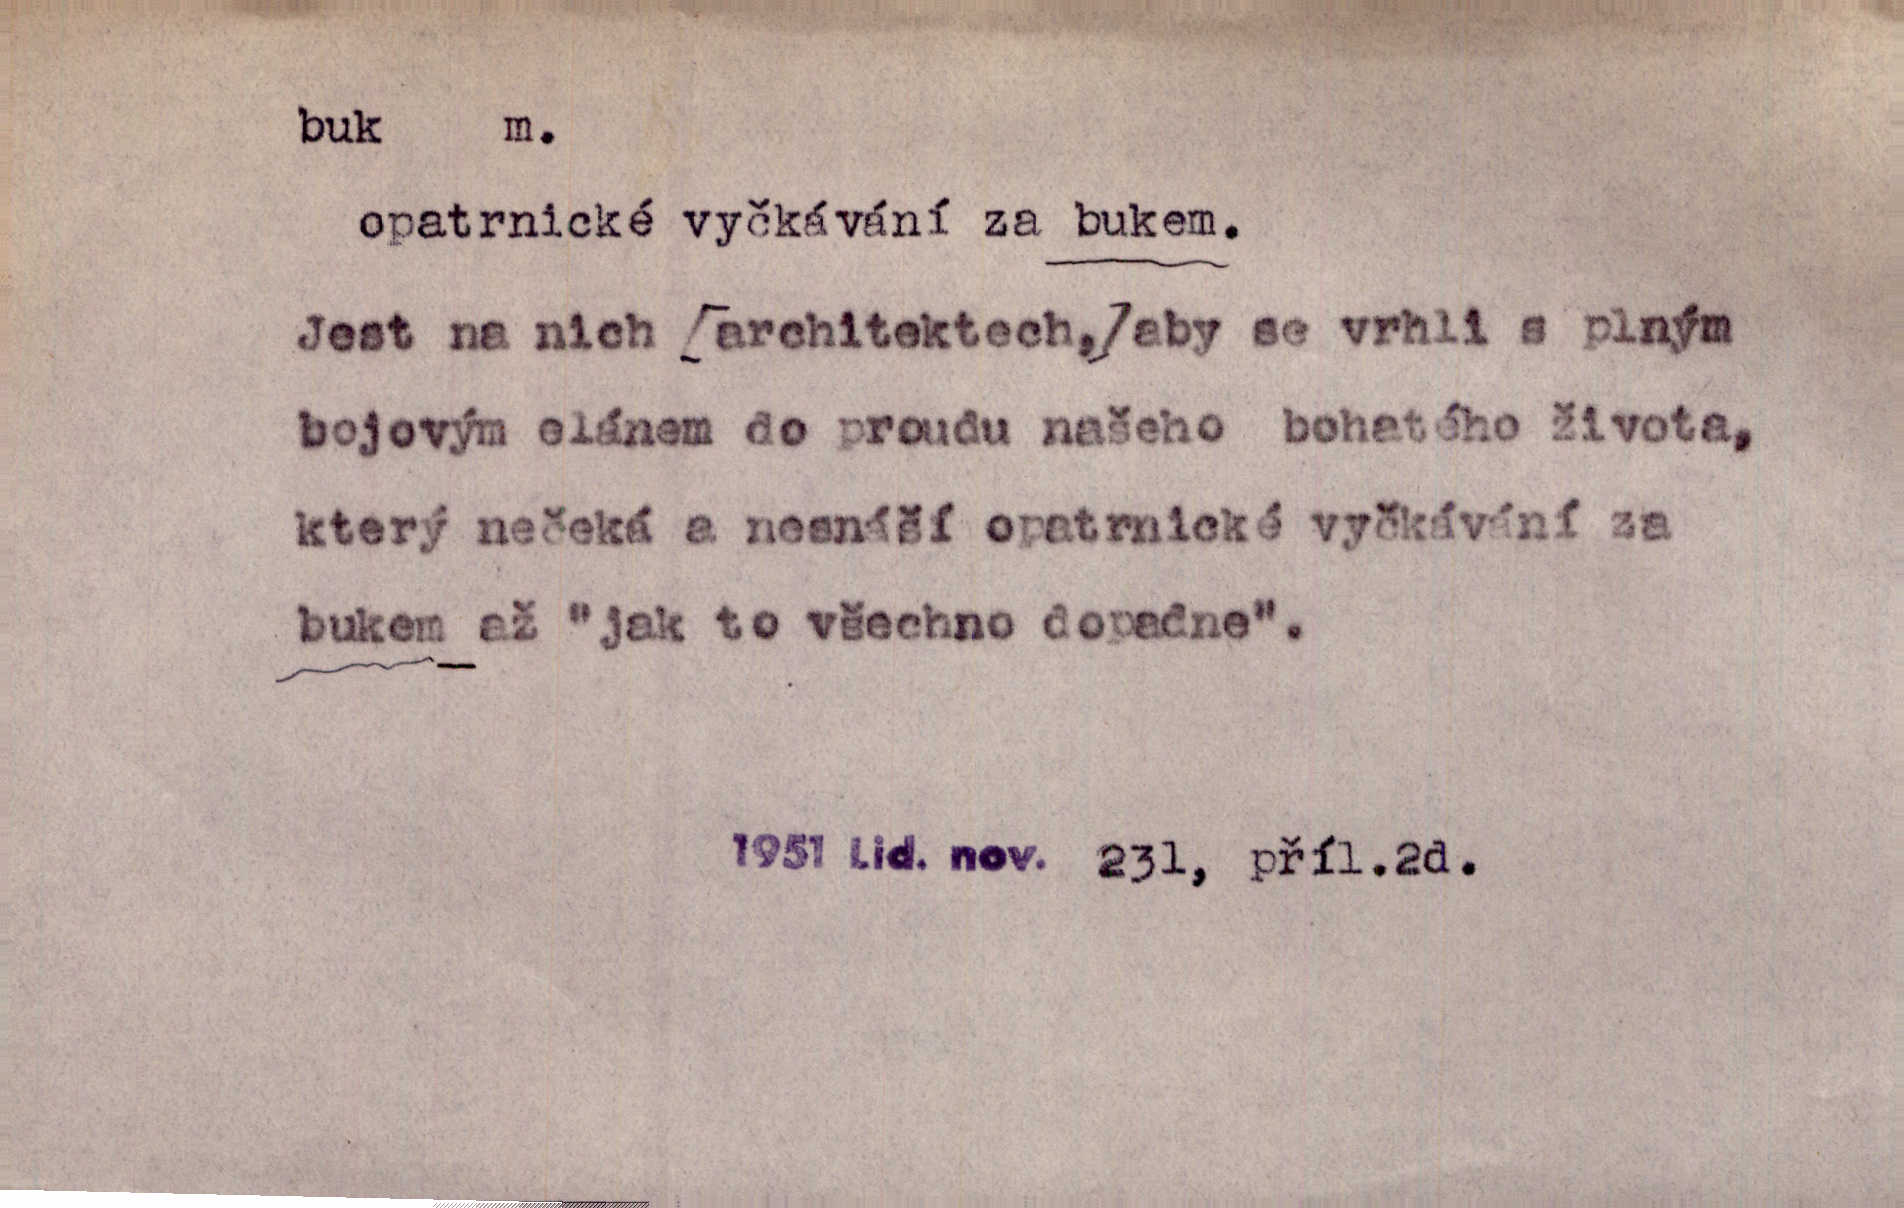 buk m.
opatrnické vyčkávání za bukem.
Jest na nich [architektech,] aby se vrhli s plným
bojovým elánem do proudu našeho bohatého života,
který nečeká a nesnáší opatrnické vyčkávání za
bukem až "jak to všechno dopadne".
1951 Lid. nov. 231, příl.2d.